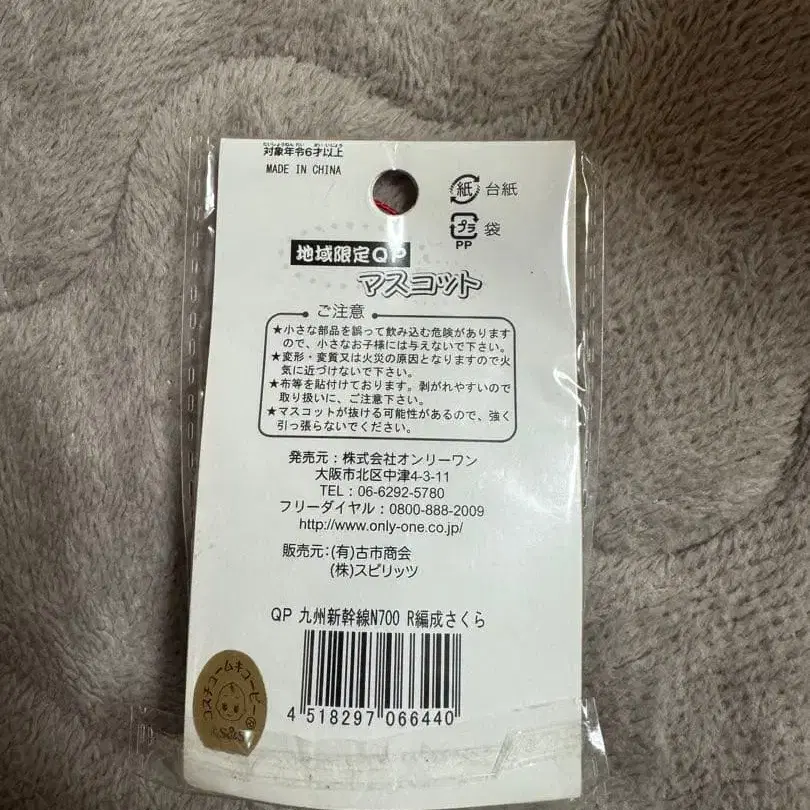 対象年令6才以上
MADE IN CHINA
紙 台紙
プラ 袋
PP
地域限定QP
マスコット
ご注意
★小さな部品を誤って飲み込む危険があります
ので、小さなお子様には与えないで下さい。
★変形・変質又は火災の原因となりますので火
気に近づけないで下さい。
★布等を貼付けております。剥がれやすいので
取り扱いに、ご注意下さい。
★マスコットが抜ける可能性があるので、強く
引っ張らないでください。
発売元：株式会社オンリーワン
大阪市北区中津4-3-11
TEL：06-6292-5780
フリーダイヤル：0800-888-2009
http://www.only-one.co.jp/
販売元：(有)古市商会
(株)スピリッツ
QP 九州新幹線N700 R編成さくら
コスチュームキューピー
4 518297 066440